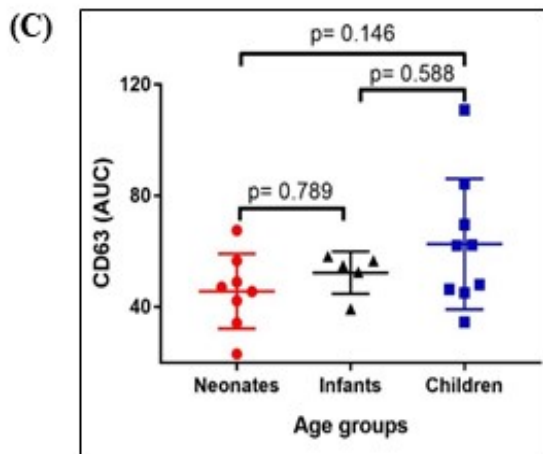 (C)
p= 0.146
p= 0.588
p= 0.789
120
80
40
CD63 (AUC)
Neonates Infants Children
Age groups